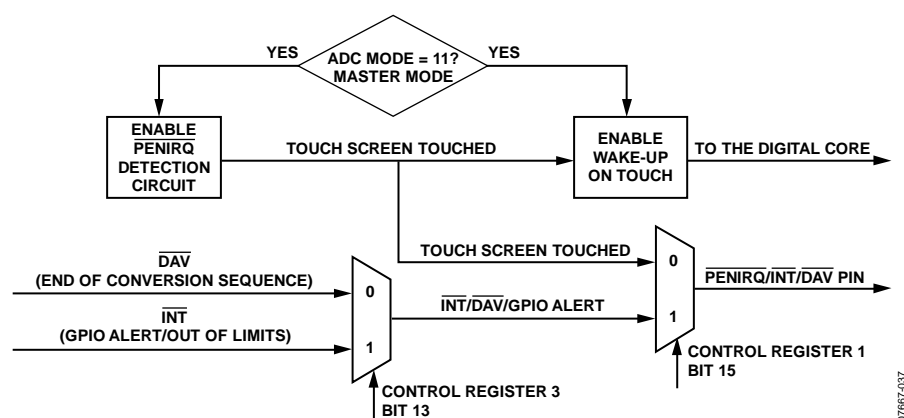 YES
ADC MODE = 11?
MASTER MODE
YES
ENABLE
PENIRQ
DETECTION
CIRCUIT
TOUCH SCREEN TOUCHED
ENABLE
WAKE-UP
ON TOUCH
TO THE DIGITAL CORE
TOUCH SCREEN TOUCHED
DAV
(END OF CONVERSION SEQUENCE)
INT
(GPIO ALERT/OUT OF LIMITS)
0
1
INT/DAV/GPIO ALERT
0
1
PENIRQ/INT/DAV PIN
CONTROL REGISTER 3
BIT 13
CONTROL REGISTER 1
BIT 15
07667-037